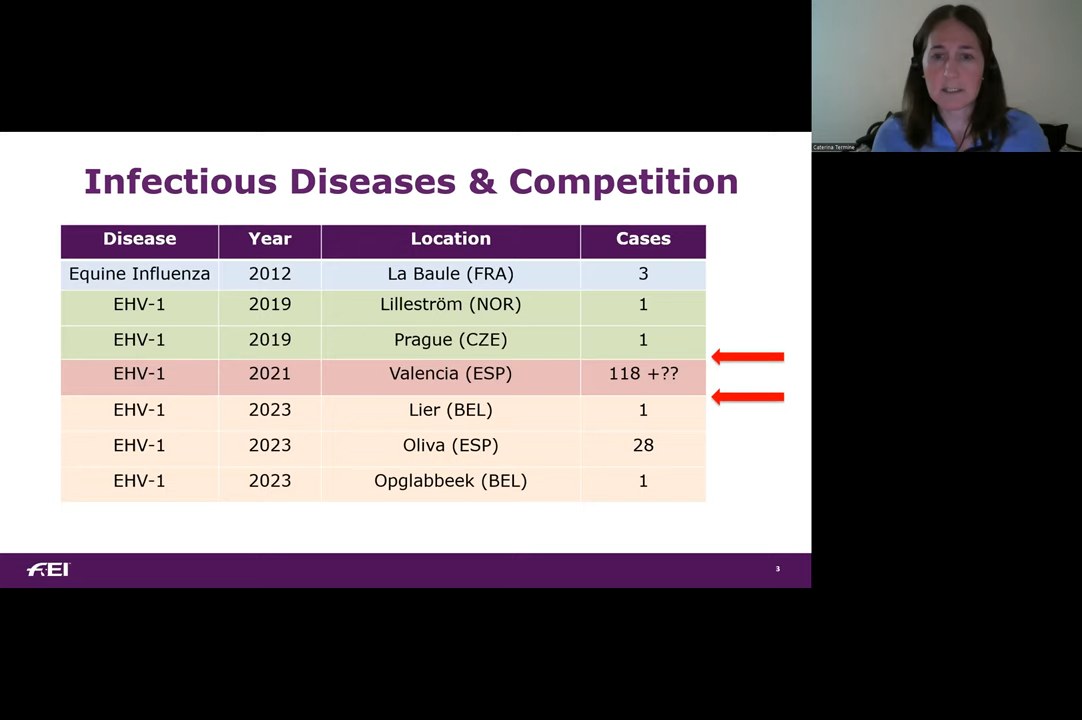 Caterina Termine
Infectious Diseases & Competition
Disease Year Location Cases
Equine Influenza 2012 La Baule (FRA) 3
EHV-1 2019 Lilleström (NOR) 1
EHV-1 2019 Prague (CZE) 1
EHV-1 2021 Valencia (ESP) 118 +??
EHV-1 2023 Lier (BEL) 1
EHV-1 2023 Oliva (ESP) 28
EHV-1 2023 Opglabbeek (BEL) 1
FEI 3